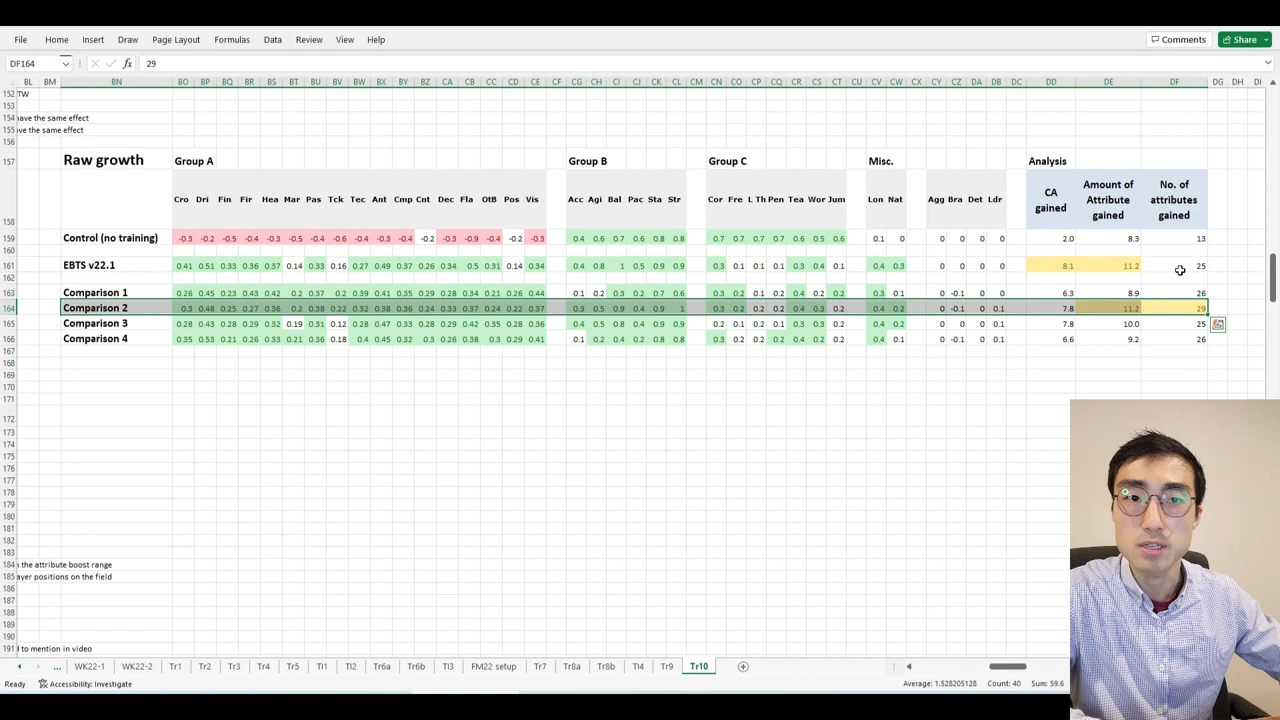 File Home Insert Draw Page Layout Formulas Data Review View Help Comments Share
DF164 fx 29
BL BM BN BO BP BQ BR BS BT BU BV BW BX BY BZ CA CB CC CD CE CG CH CI CJ CK CL CM CN CO CP CQ CR CS CT CU CV CW CX CY CZ DA DB DC DD DE DF DG DH DI
152 TW
153
154 have the same effect
155 ve the same effect
156
157 Raw growth Group A Group B Group C Misc. Analysis
158 Cro Dri Fin Fir Hea Mar Pas Tck Tec Ant Cmp Cnt Dec Fla OtB Pos Vis Acc Agi Bal Pac Sta Str Cor Fre L Th Pen Tea Wor Jum Lon Nat Agg Bra Det Ldr CA gained Amount of Attribute gained No. of attributes gained
159 Control (no training) -0.3 -0.2 -0.5 -0.4 -0.3 -0.5 -0.4 -0.6 -0.4 -0.3 -0.4 -0.2 -0.3 -0.9 -0.4 -0.2 -0.3 0.4 0.6 0.7 0.6 0.8 0.8 0.7 0.7 0.7 0.6 0.7 0.5 0.6 0.1 0 0 0 0 0 2.0 8.3 13
160
161 EBTS v22.1 0.41 0.51 0.33 0.36 0.37 0.14 0.33 0.16 0.27 0.49 0.37 0.26 0.34 0.5 0.31 0.14 0.34 0.4 0.8 1 0.5 0.9 0.9 0.3 0.1 0.1 0.1 0.3 0.4 0.1 0.4 0.3 0 0 0 0 8.1 11.2 25
162
163 Comparison 1 0.26 0.45 0.23 0.43 0.42 0.2 0.37 0.2 0.39 0.41 0.35 0.29 0.28 0.34 0.26 0.26 0.44 0.1 0.2 0.3 0.2 0.7 0.6 0.3 0.2 0.1 0.2 0.4 0.2 0.2 0.3 0.1 0 -0.1 0 0 6.3 8.9 26
164 Comparison 2 0.3 0.48 0.25 0.27 0.36 0.2 0.38 0.22 0.32 0.36 0.36 0.24 0.33 0.47 0.28 0.22 0.37 0.3 0.5 0.9 0.4 0.9 1 0.3 0.2 0.2 0.2 0.4 0.3 0.2 0.4 0.2 0 -0.1 0 0.1 7.8 11.2 29
165 Comparison 3 0.28 0.43 0.28 0.29 0.41 0.19 0.31 0.12 0.28 0.47 0.33 0.28 0.29 0.42 0.35 0.28 0.36 0.4 0.5 0.8 0.4 0.9 0.9 0.2 0.1 0.2 0.1 0.3 0.3 0.2 0.4 0.2 0 0 0 0.1 7.8 10.0 25
166 Comparison 4 0.35 0.53 0.21 0.26 0.33 0.21 0.36 0.18 0.32 0.45 0.32 0.3 0.26 0.43 0.32 0.29 0.41 0.1 0.2 0.4 0.2 0.8 0.8 0.3 0.2 0.2 0.2 0.4 0.3 0.2 0.4 0.1 0 -0.1 0 0.1 6.6 9.2 26
167
168
169
170
171
172
173
174
175
176
177
178
179
180
181
182
183
184 n the attribute boost range
185 ayer positions on the field
186
187
188
189
190
191 d to mention in video
... WK22-1 WK22-2 Tr1 Tr2 Tr3 Tr4 Tr5 TI1 TI2 Tr6a Tr6b TI3 FM22 setup Tr7 Tr8a Tr8b TI4 Tr9 Tr10
Ready Accessibility: Investigate Average: 1.528205128 Count: 40 Sum: 59.6